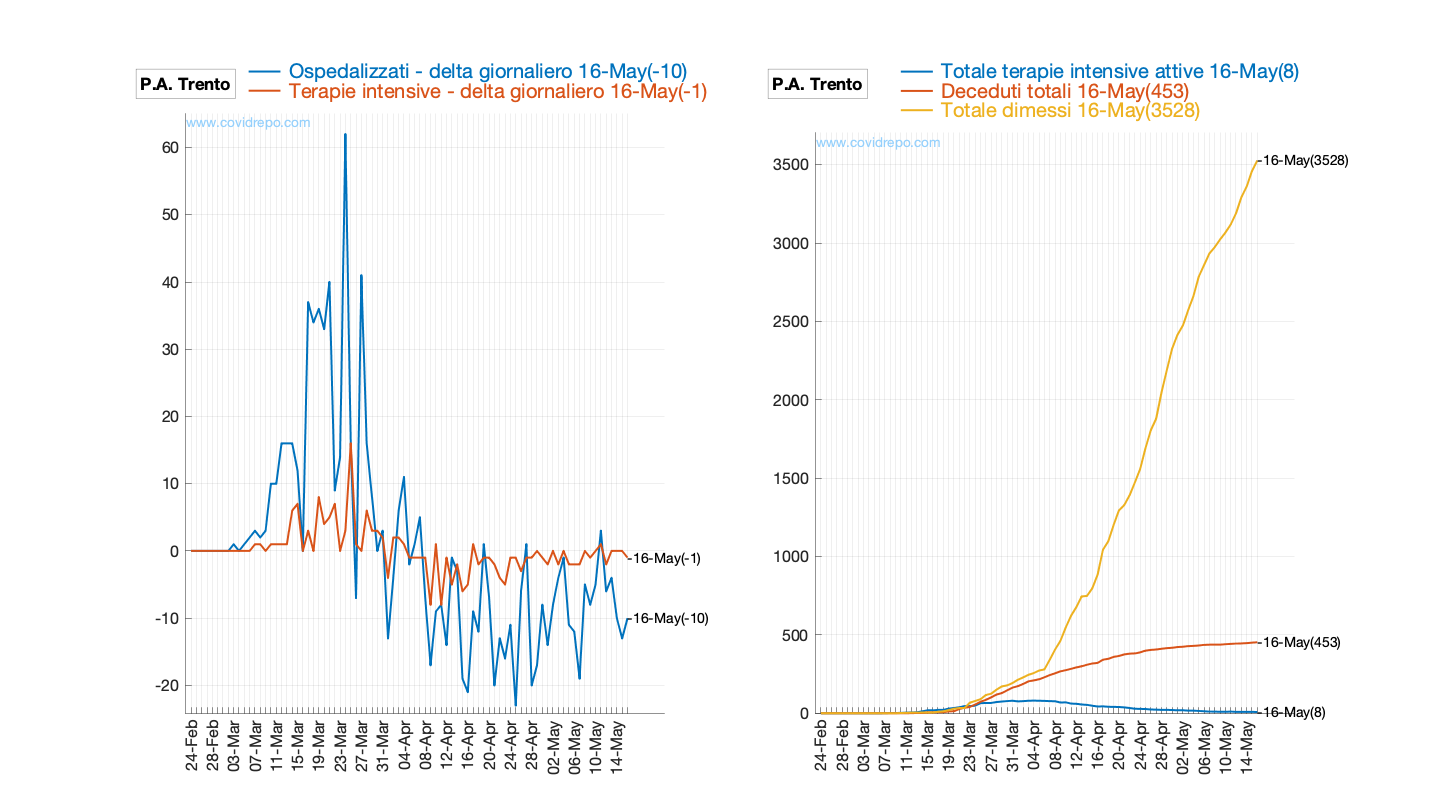 P.A. Trento
Ospedalizzati - delta giornaliero 16-May(-10)
Terapie intensive - delta giornaliero 16-May(-1)
www.covidrepo.com
60
50
40
30
20
10
0
-10
-20
16-May(-1)
16-May(-10)
24-Feb
28-Feb
03-Mar
07-Mar
11-Mar
15-Mar
19-Mar
23-Mar
27-Mar
31-Mar
04-Apr
08-Apr
12-Apr
16-Apr
20-Apr
24-Apr
28-Apr
02-May
06-May
10-May
14-May
P.A. Trento
Totale terapie intensive attive 16-May(8)
Deceduti totali 16-May(453)
Totale dimessi 16-May(3528)
www.covidrepo.com
3500
3000
2500
2000
1500
1000
500
0
16-May(3528)
16-May(453)
16-May(8)
24-Feb
28-Feb
03-Mar
07-Mar
11-Mar
15-Mar
19-Mar
23-Mar
27-Mar
31-Mar
04-Apr
08-Apr
12-Apr
16-Apr
20-Apr
24-Apr
28-Apr
02-May
06-May
10-May
14-May